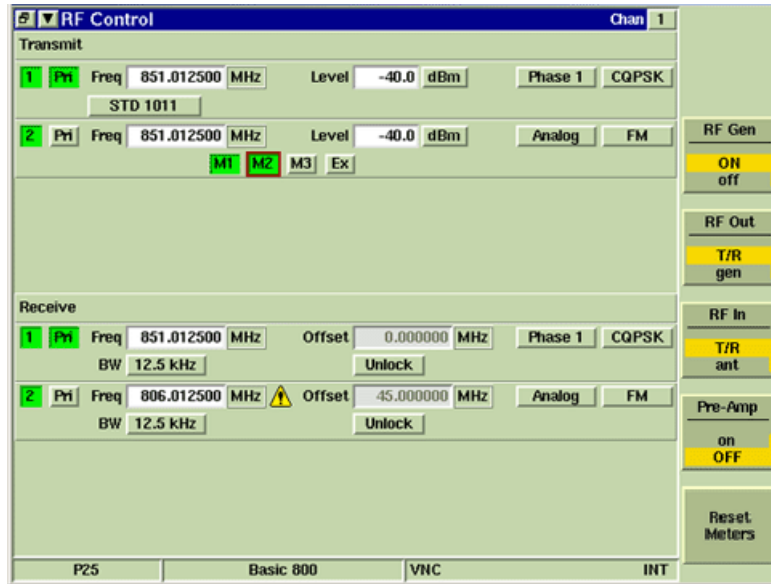 RF Control Chan 1
Transmit
1 Pri Freq 851.012500 MHz Level -40.0 dBm Phase 1 CQPSK
STD 1011
2 Pri Freq 851.012500 MHz Level -40.0 dBm Analog FM
M1 M2 M3 Ex
Receive
1 Pri Freq 851.012500 MHz Offset 0.000000 MHz Phase 1 CQPSK
BW 12.5 kHz Unlock
2 Pri Freq 806.012500 MHz Offset 45.000000 MHz Analog FM
BW 12.5 kHz Unlock
P25 Basic 800 VNC INT
RF Gen
ON
off
RF Out
T/R
gen
RF In
T/R
ant
Pre-Amp
on
OFF
Reset
Meters